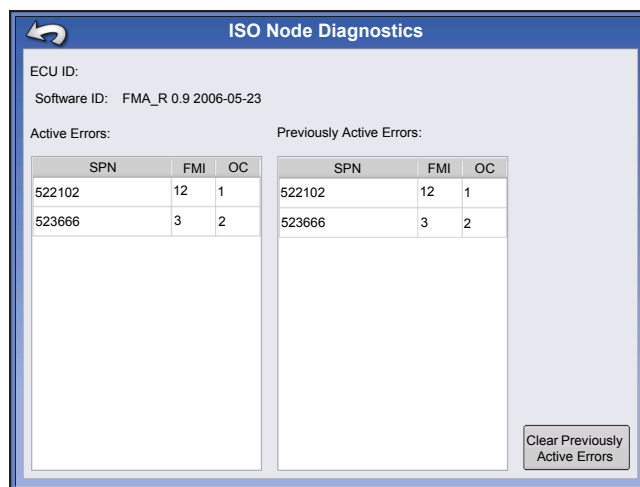 ISO Node Diagnostics
ECU ID:
Software ID: FMA_R 0.9 2006-05-23
Active Errors:
Previously Active Errors:
SPN FMI OC
522102 12 1
523666 3 2
SPN FMI OC
522102 12 1
523666 3 2
Clear Previously
Active Errors